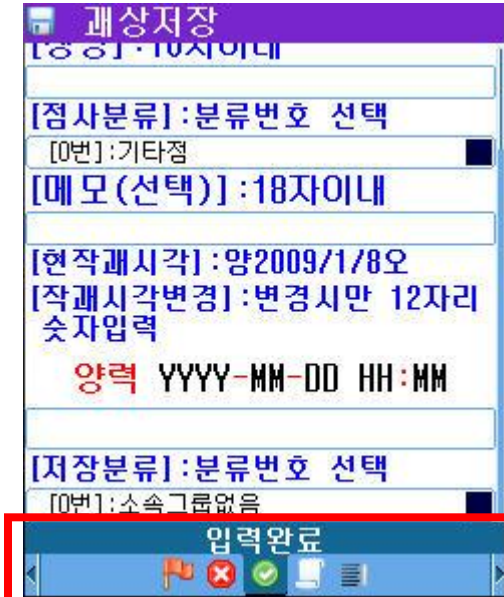 괘상저장
[점사분류]:분류번호 선택
[0번]:기타점
[메모(선택)]:18자이내
[현작괘시각]:양2009/1/8오
[작괘시각변경]:변경시만 12자리
숫자입력
양력 YYYY-MM-DD HH:MM
[저장분류]:분류번호 선택
[0번]:소속그룹없음
입력완료